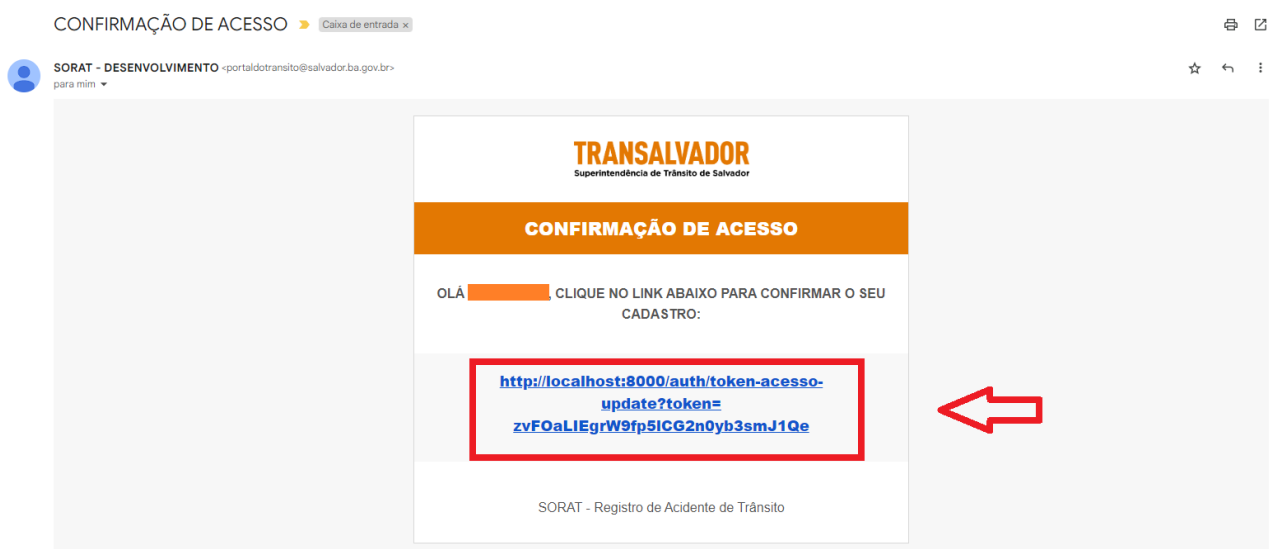 CONFIRMAÇÃO DE ACESSO Caixa de entrada ×
SORAT - DESENVOLVIMENTO <portaldotransito@salvador.ba.gov.br>
para mim
TRANSALVADOR
Superintendência de Trânsito de Salvador
CONFIRMAÇÃO DE ACESSO
OLÁ , CLIQUE NO LINK ABAIXO PARA CONFIRMAR O SEU
CADASTRO:
http://localhost:8000/auth/token-acesso-
update?token=
zvFOaLIEgrW9fp5ICG2n0yb3smJ1Qe
SORAT - Registro de Acidente de Trânsito